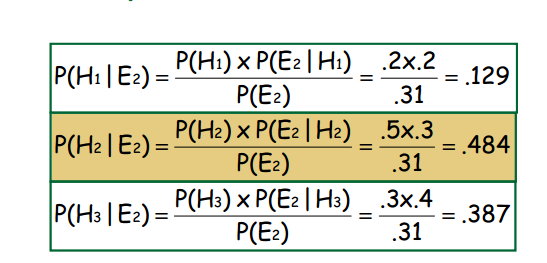 P(H₁ | E₂) = P(H₁) x P(E₂ | H₁) / P(E₂) = .2x.2 / .31 = .129
P(H₂ | E₂) = P(H₂) x P(E₂ | H₂) / P(E₂) = .5x.3 / .31 = .484
P(H₃ | E₂) = P(H₃) x P(E₂ | H₃) / P(E₂) = .3x.4 / .31 = .387